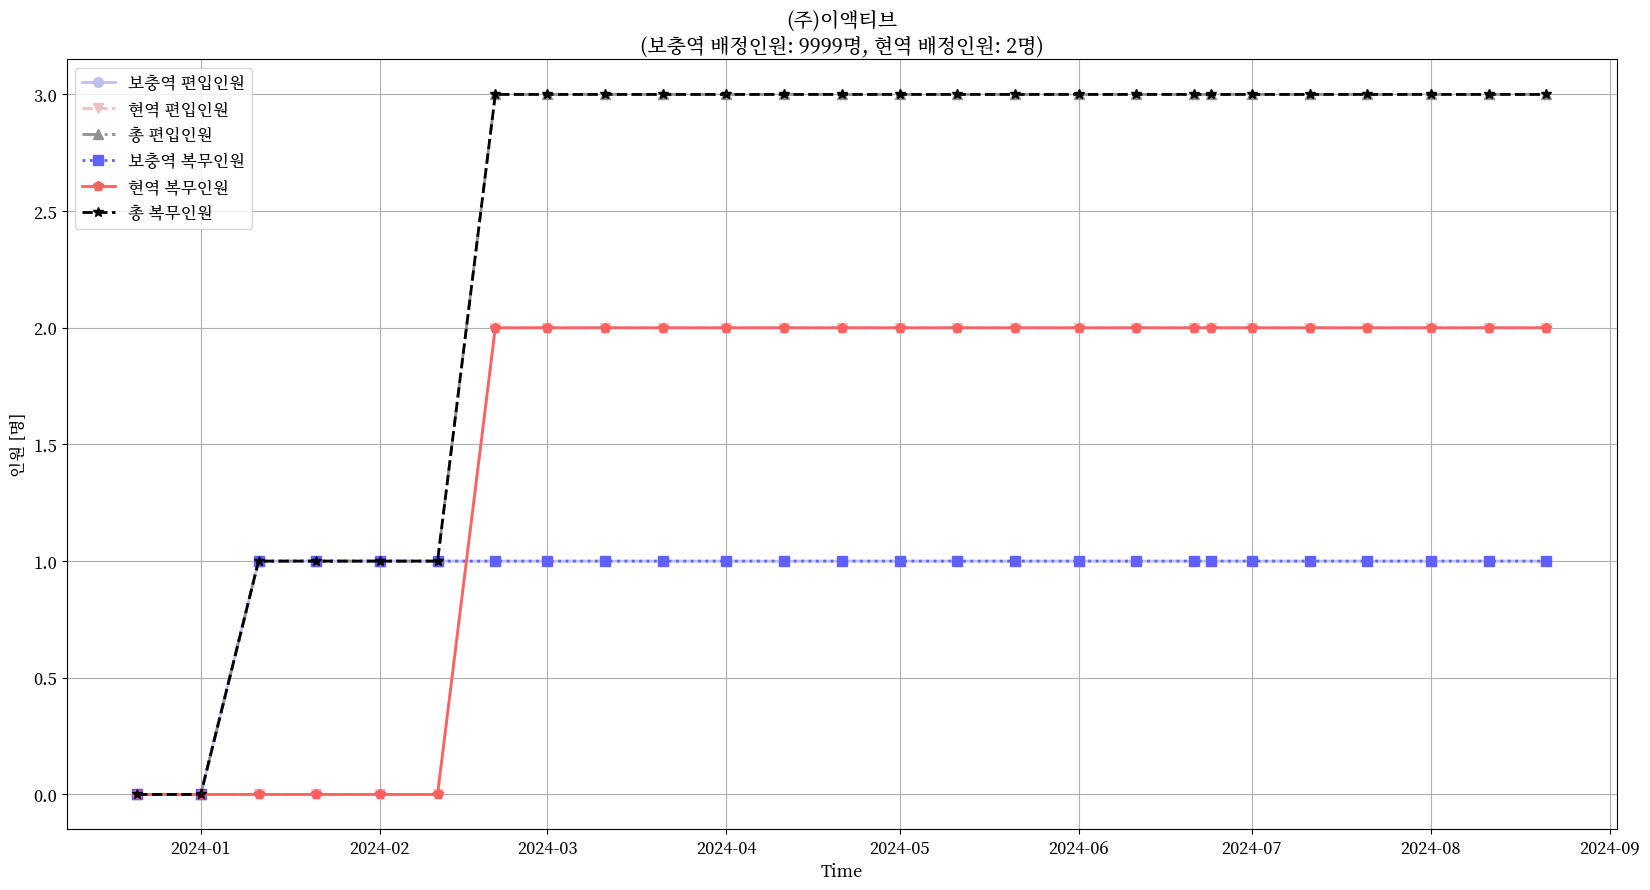 (주)이액티브
(보충역 배정인원: 9999명, 현역 배정인원: 2명)
보충역 편입인원
현역 편입인원
총 편입인원
보충역 복무인원
현역 복무인원
총 복무인원
3.0
2.5
2.0
1.5
1.0
0.5
0.0
인원 [명]
2024-01
2024-02
2024-03
2024-04
2024-05
2024-06
2024-07
2024-08
2024-09
Time